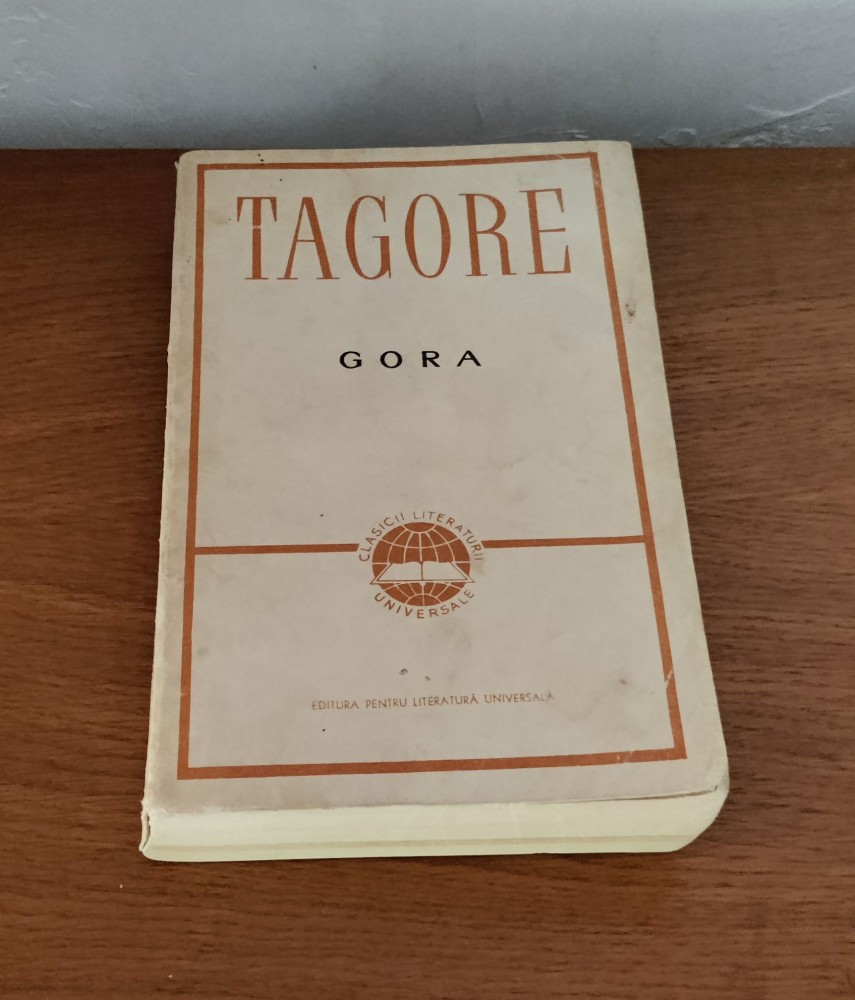 TAGORE
GORA
CLASICII LITERATURII
UNIVERSALE
EDITURA PENTRU LITERATURĂ UNIVERSALĂ